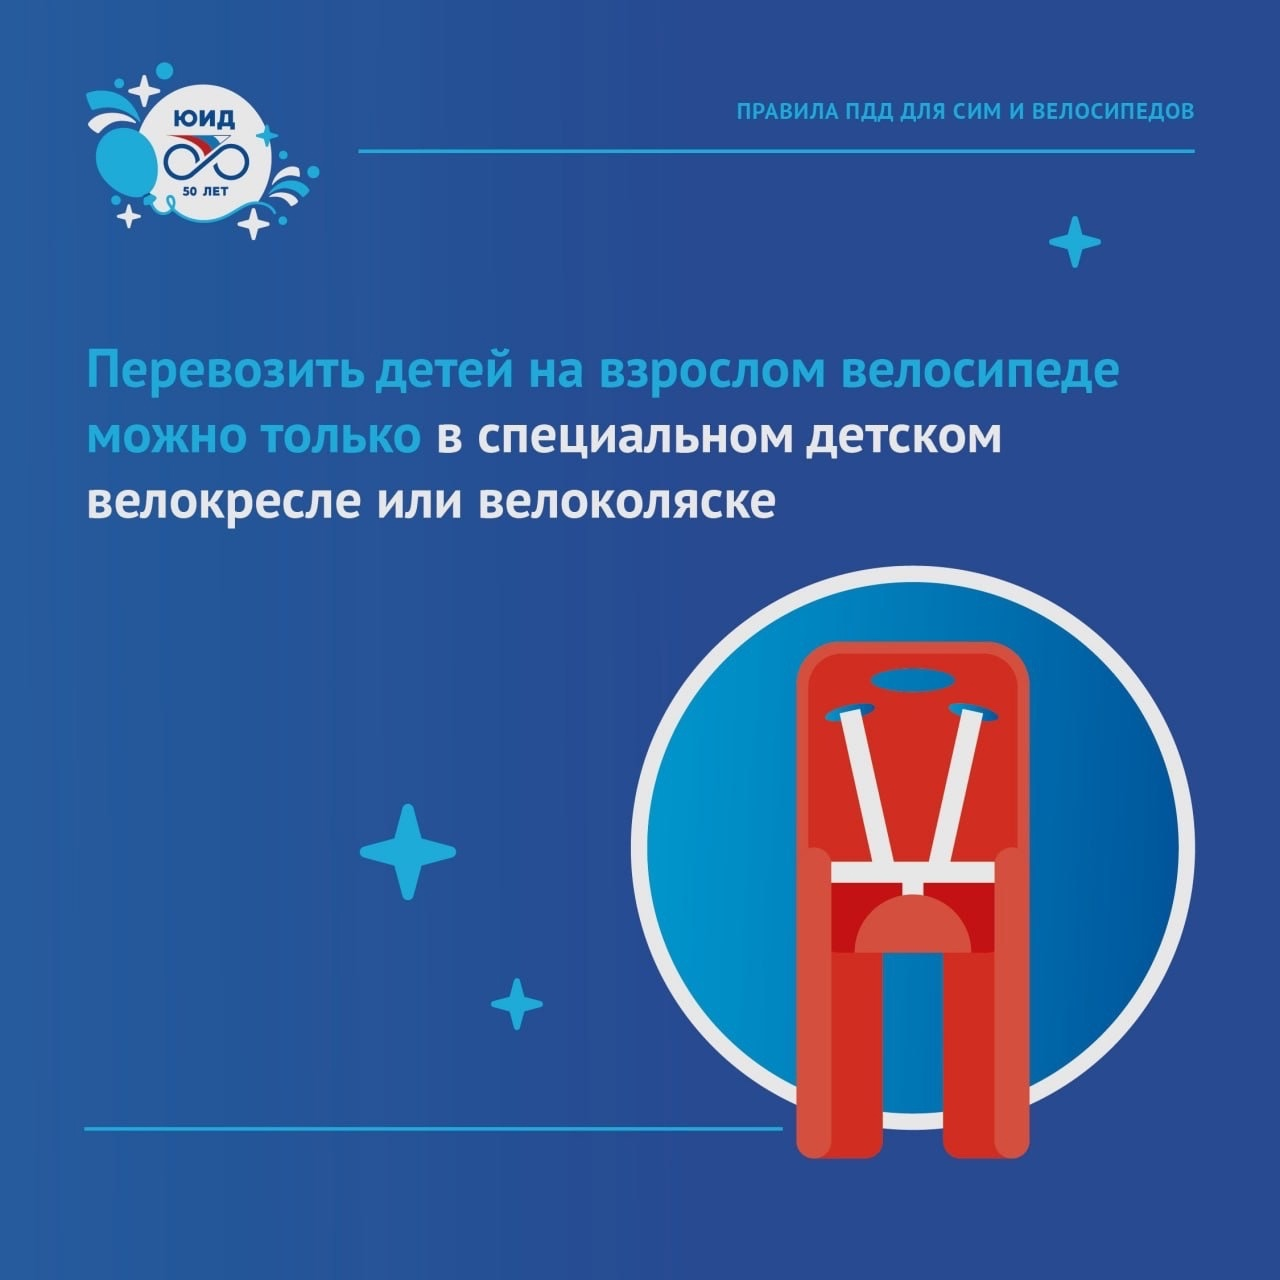 ЮИД
50 ЛЕТ
ПРАВИЛА ПДД ДЛЯ СИМ И ВЕЛОСИПЕДОВ
Перевозить детей на взрослом велосипеде
можно только в специальном детском
велокресле или велоколяске